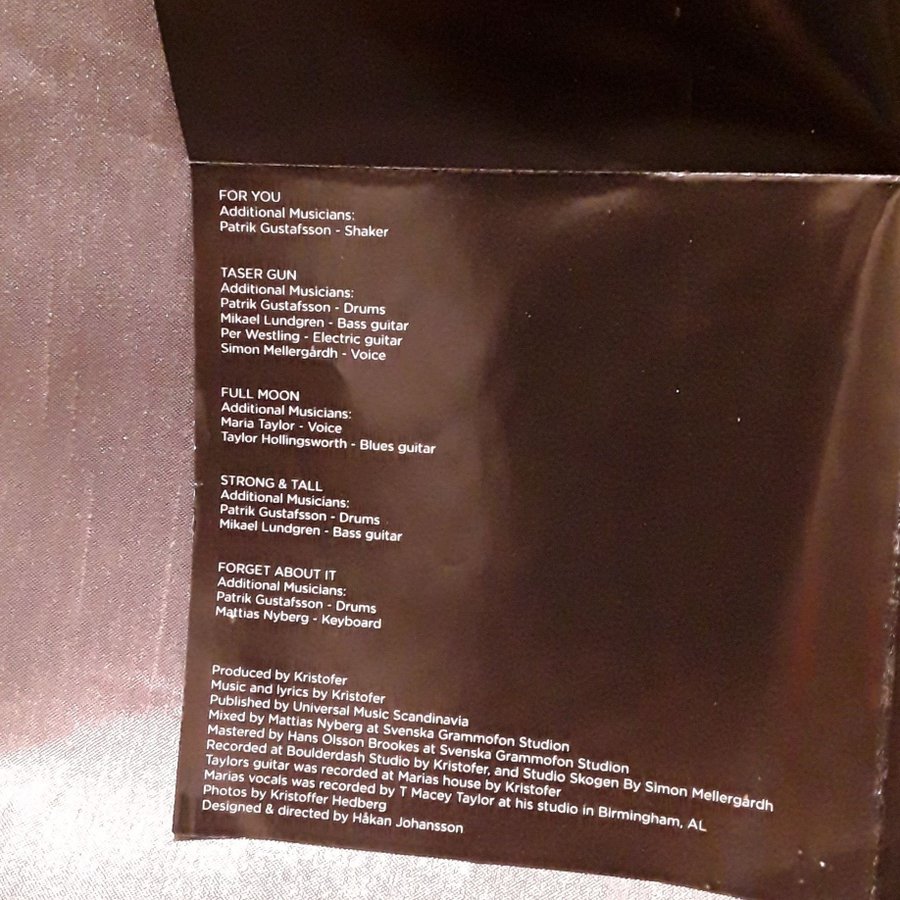 FOR YOU
Additional Musicians:
Patrik Gustafsson - Shaker
TASER GUN
Additional Musicians:
Patrik Gustafsson - Drums
Mikael Lundgren - Bass guitar
Per Westling - Electric guitar
Simon Mellergårdh - Voice
FULL MOON
Additional Musicians:
Maria Taylor - Voice
Taylor Hollingsworth - Blues guitar
STRONG & TALL
Additional Musicians:
Patrik Gustafsson - Drums
Mikael Lundgren - Bass guitar
FORGET ABOUT IT
Additional Musicians:
Patrik Gustafsson - Drums
Mattias Nyberg - Keyboard
Produced by Kristofer
Music and lyrics by Kristofer
Published by Universal Music Scandinavia
Mixed by Mattias Nyberg at Svenska Grammofon Studion
Mastered by Hans Olsson Brookes at Svenska Grammofon Studion
Recorded at Boulderdash Studio by Kristofer, and Studio Skogen By Simon Mellergårdh
Taylors guitar was recorded at Marias house by Kristofer
Marias vocals was recorded by T Macey Taylor at his studio in Birmingham, AL
Photos by Kristoffer Hedberg
Designed & directed by Håkan Johansson